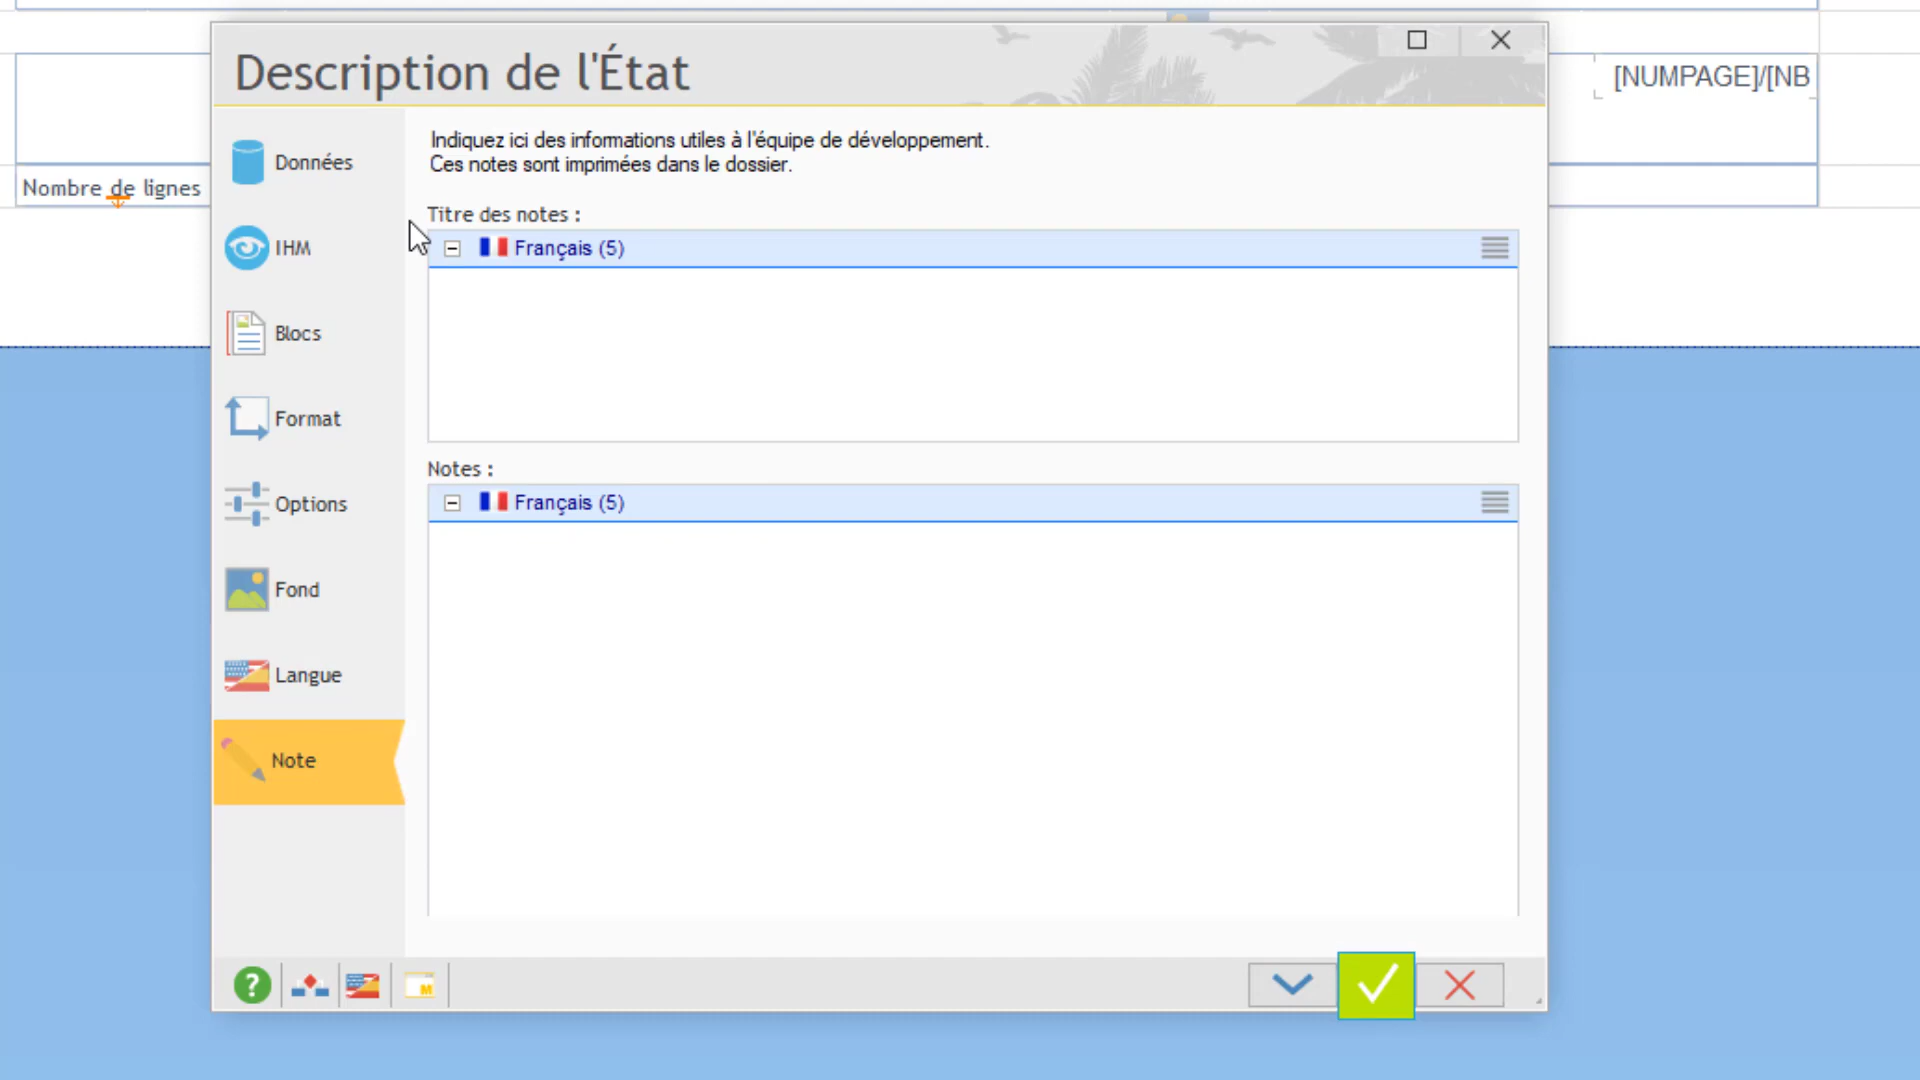 Description de l'État
[NUMPAGE]/[NB
Données
IHM
Blocs
Format
Options
Fond
Langue
Note
Nombre de lignes
Indiquez ici des informations utiles à l'équipe de développement.
Ces notes sont imprimées dans le dossier.
Titre des notes :
Français (5)
Notes :
Français (5)
?
M